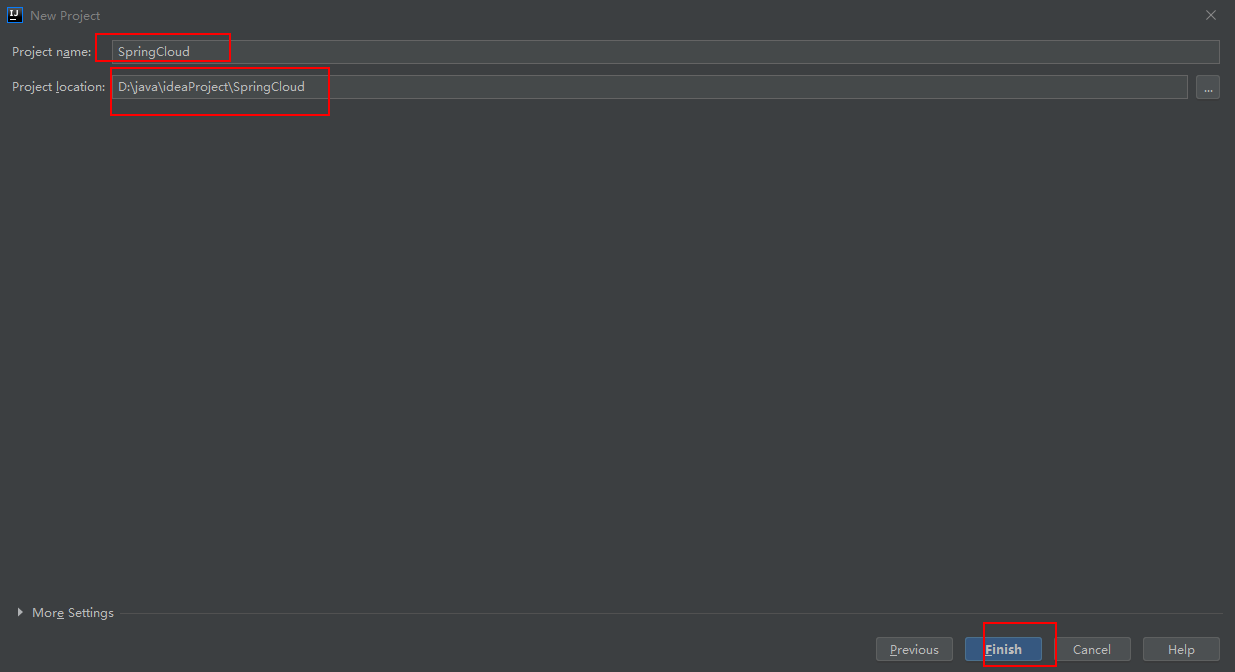 New Project
Project name: SpringCloud
Project location: D:\java\ideaProject\SpringCloud ...
More Settings
Previous Finish Cancel Help